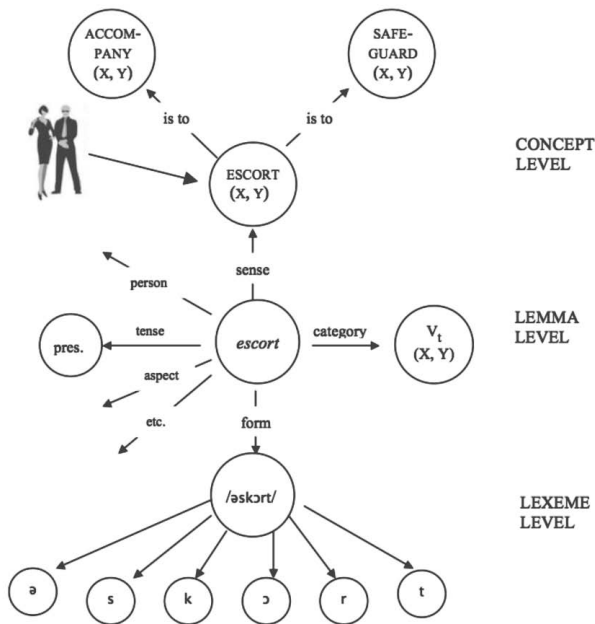 ACCOM-
PANY
(X, Y)
SAFE-
GUARD
(X, Y)
is to
is to
ESCORT
(X, Y)
CONCEPT
LEVEL
sense
person
tense
pres.
escort
category
Vt
(X, Y)
LEMMA
LEVEL
aspect
etc.
form
/əskɔrt/
LEXEME
LEVEL
ə
s
k
ɔ
r
t